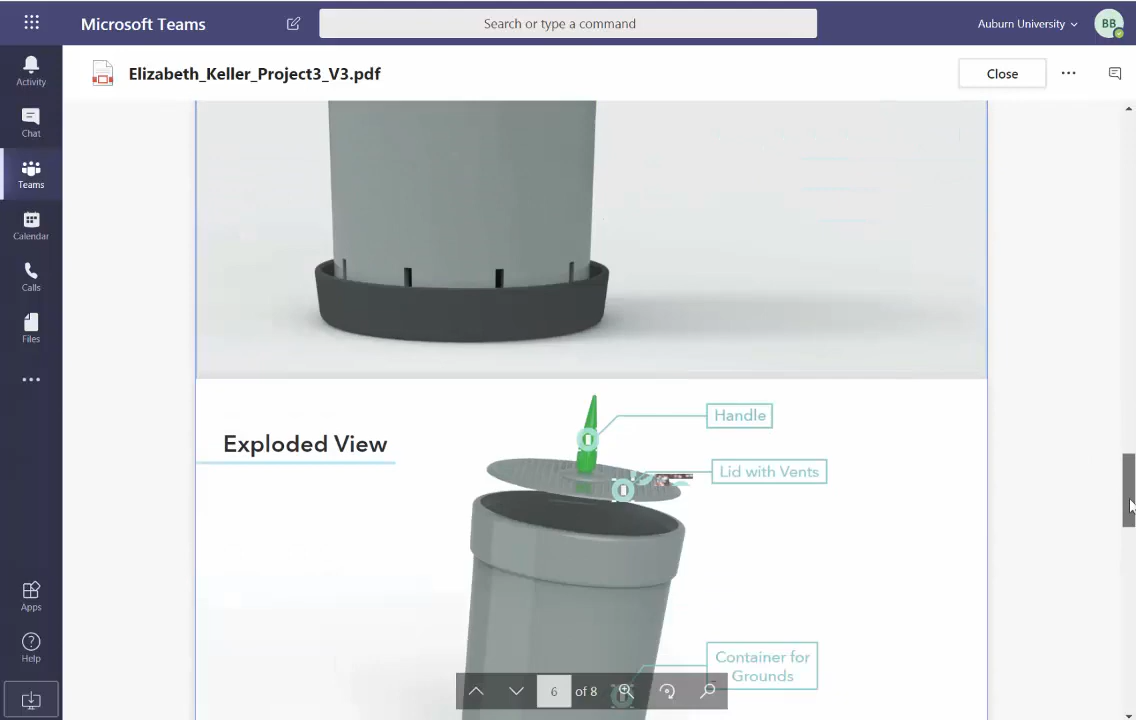 Microsoft Teams
Search or type a command
Auburn University
BB
Activity
Chat
Teams
Calendar
Calls
Files
Apps
Help
Elizabeth_Keller_Project3_V3.pdf
Close
Exploded View
Handle
Lid with Vents
Container for
Grounds
6 of 8